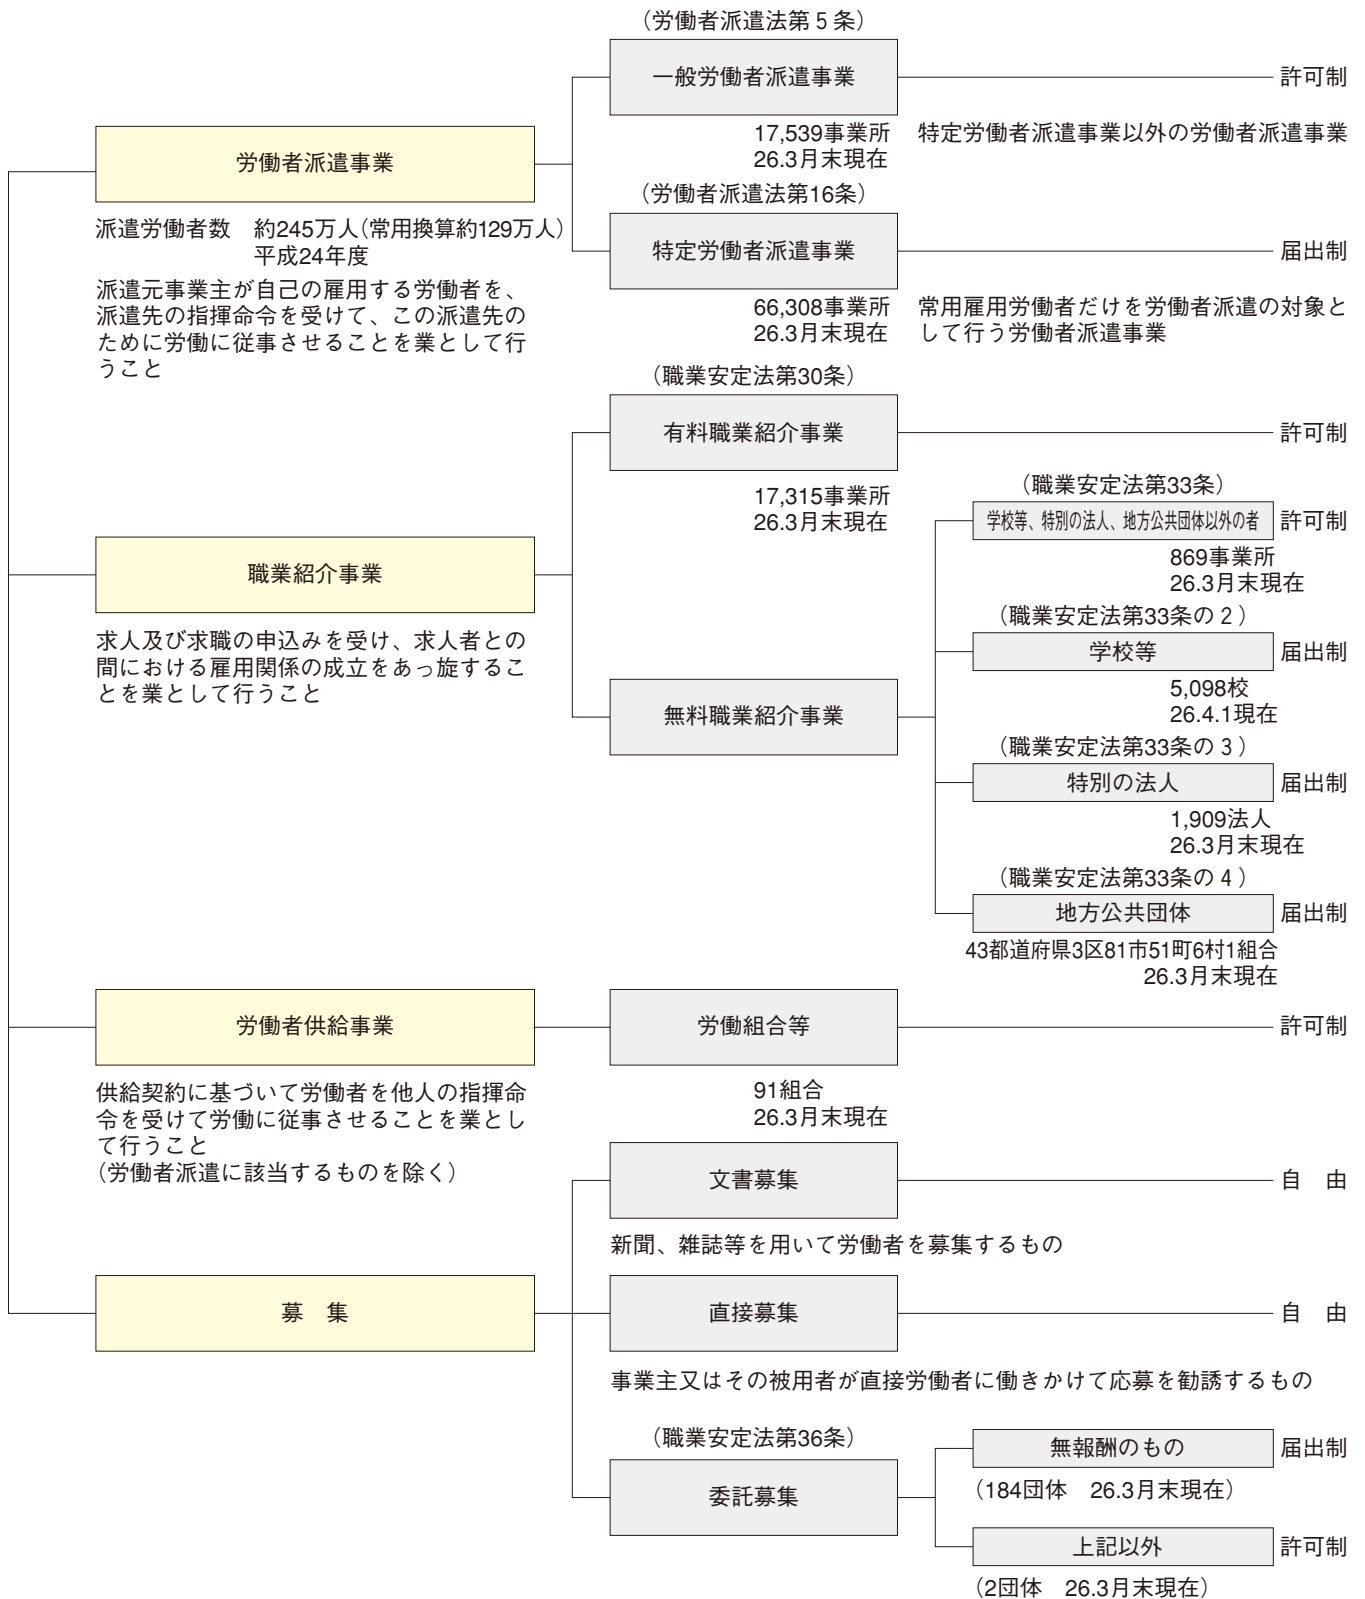 （労働者派遣法第５条）
一般労働者派遣事業
許可制
17,539事業所
26.3月末現在
特定労働者派遣事業以外の労働者派遣事業
労働者派遣事業
派遣労働者数　約245万人（常用換算約129万人）
平成24年度
派遣元事業主が自己の雇用する労働者を、
派遣先の指揮命令を受けて、この派遣先の
ために労働に従事させることを業として行
うこと
（労働者派遣法第16条）
特定労働者派遣事業
届出制
66,308事業所
26.3月末現在
常用雇用労働者だけを労働者派遣の対象と
して行う労働者派遣事業
（職業安定法第30条）
有料職業紹介事業
許可制
17,315事業所
26.3月末現在
職業紹介事業
求人及び求職の申込みを受け、求人者との
間における雇用関係の成立をあっ旋するこ
とを業として行うこと
無料職業紹介事業
（職業安定法第33条）
学校等、特別の法人、地方公共団体以外の者
許可制
869事業所
26.3月末現在
（職業安定法第33条の２）
学校等
届出制
5,098校
26.4.1現在
（職業安定法第33条の３）
特別の法人
届出制
1,909法人
26.3月末現在
（職業安定法第33条の４）
地方公共団体
届出制
43都道府県3区81市51町6村1組合
26.3月末現在
労働者供給事業
供給契約に基づいて労働者を他人の指揮命
令を受けて労働に従事させることを業とし
て行うこと
（労働者派遣に該当するものを除く）
労働組合等
許可制
91組合
26.3月末現在
募　集
文書募集
自　由
新聞、雑誌等を用いて労働者を募集するもの
直接募集
自　由
事業主又はその被用者が直接労働者に働きかけて応募を勧誘するもの
（職業安定法第36条）
委託募集
無報酬のもの
届出制
（184団体　26.3月末現在）
上記以外
許可制
（2団体　26.3月末現在）